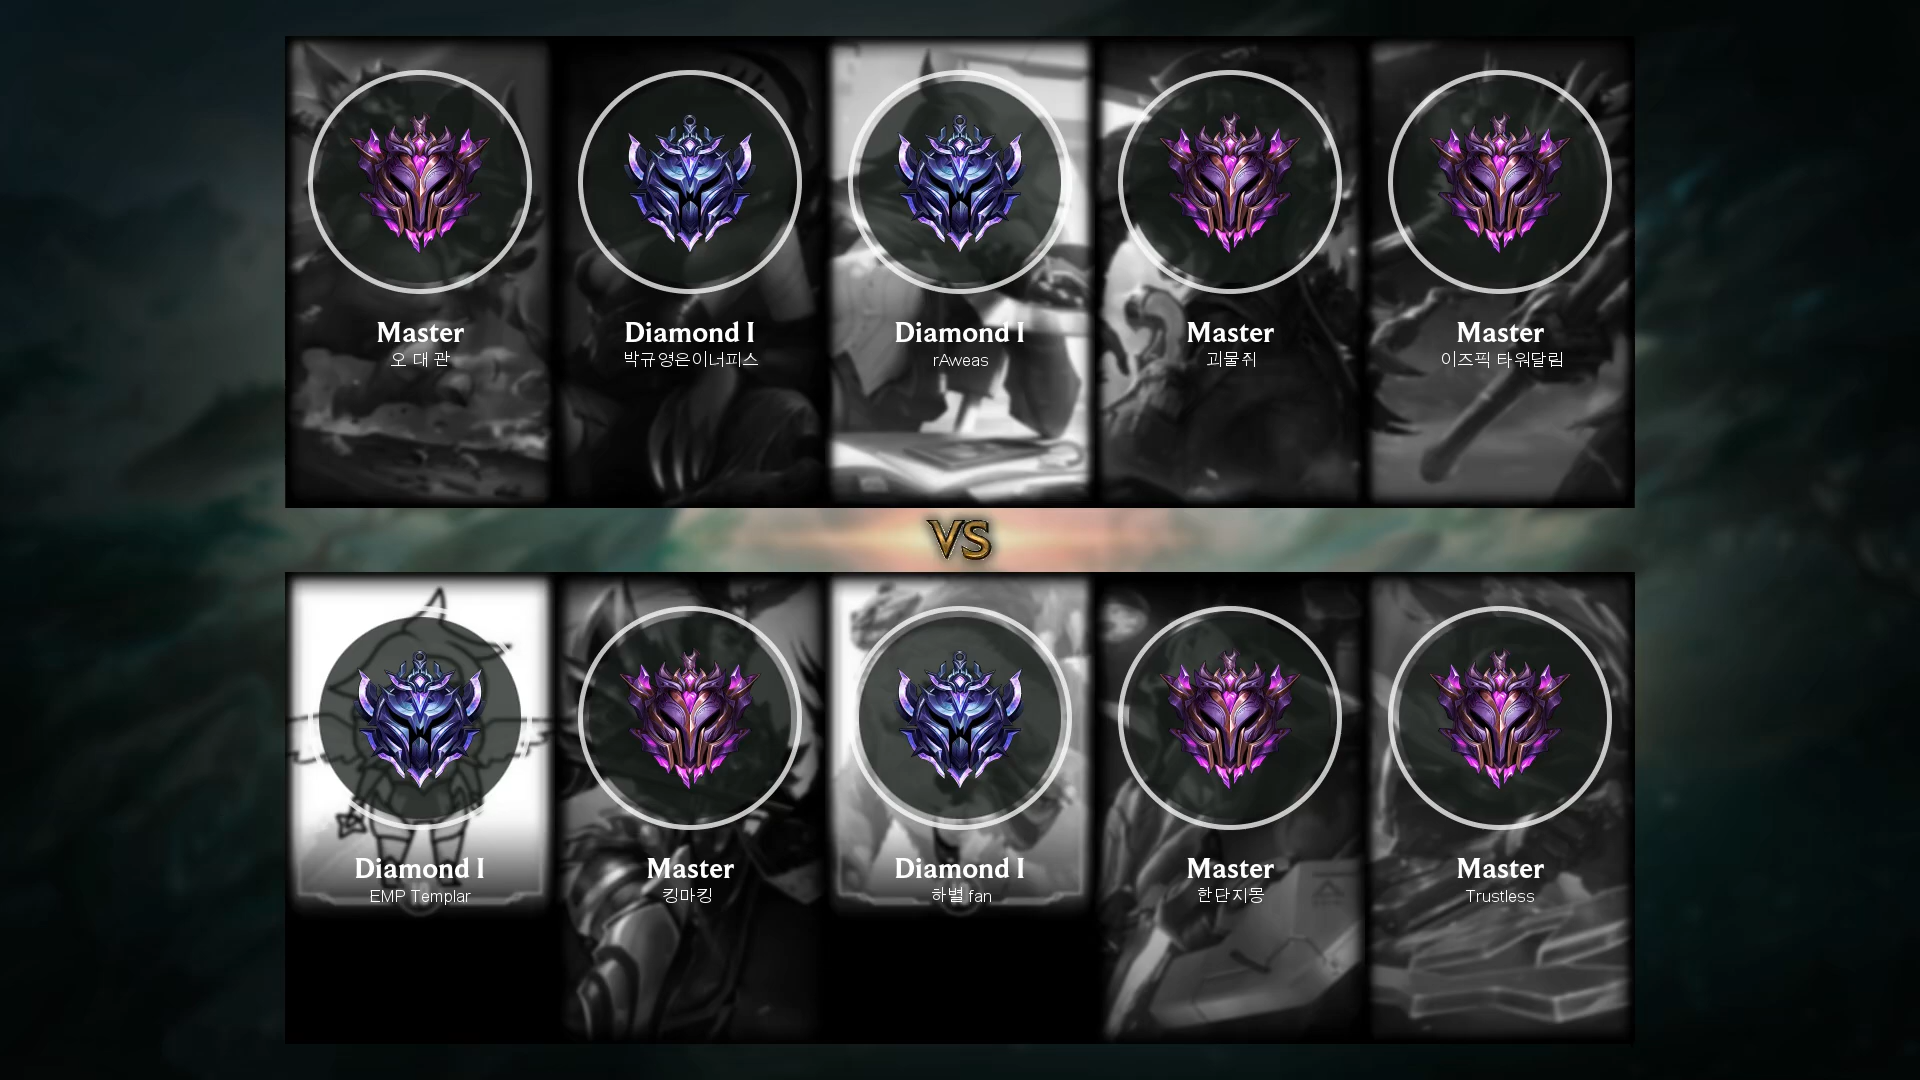 Master
오 대 관
Diamond I
박규영은이너피스
Diamond I
rAweas
Master
괴물쥐
Master
이즈픽 타워달림
VS
Diamond I
EMP Templar
Master
킹마킹
Diamond I
하별 fan
Master
한단지몽
Master
Trustless